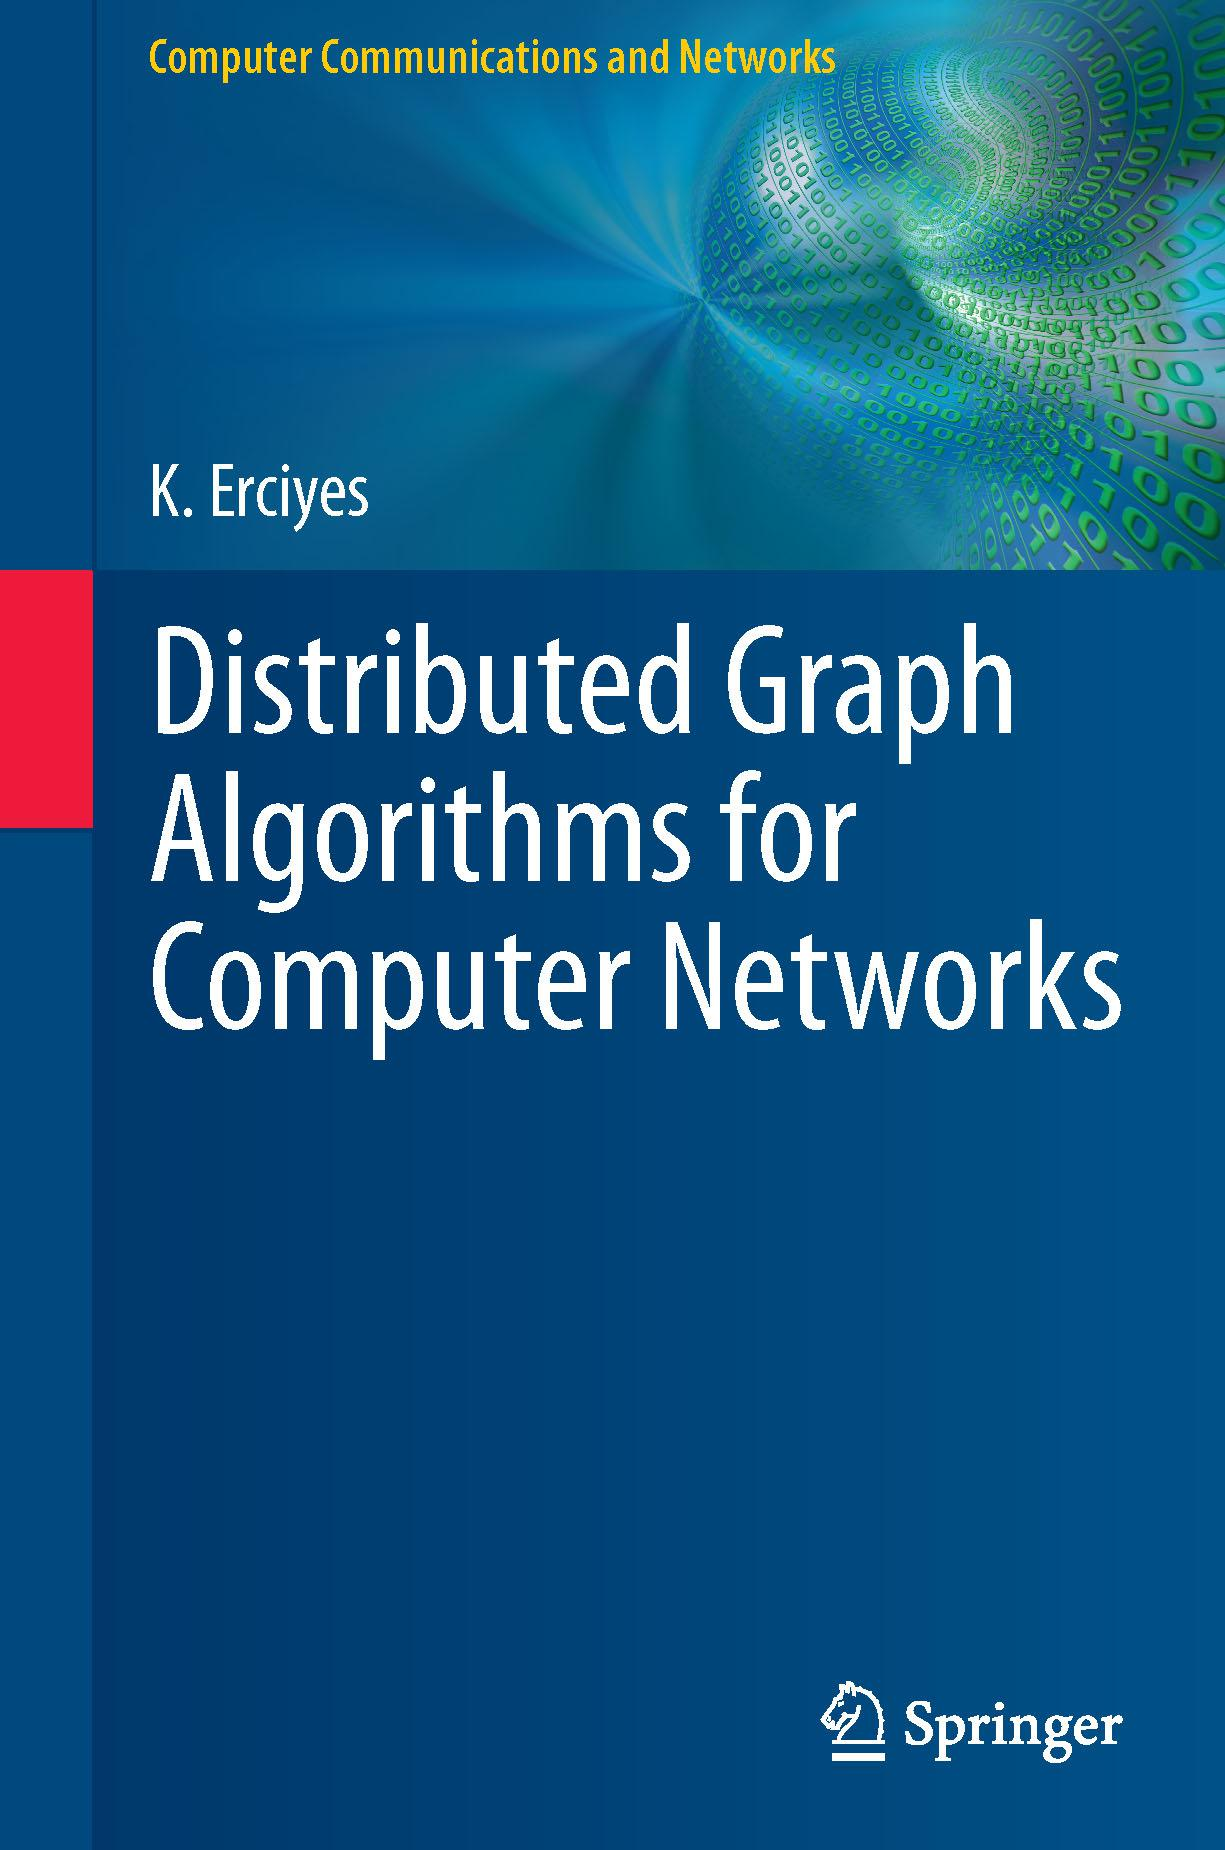 Computer Communications and Networks
K. Erciyes
Distributed Graph
Algorithms for
Computer Networks
Springer